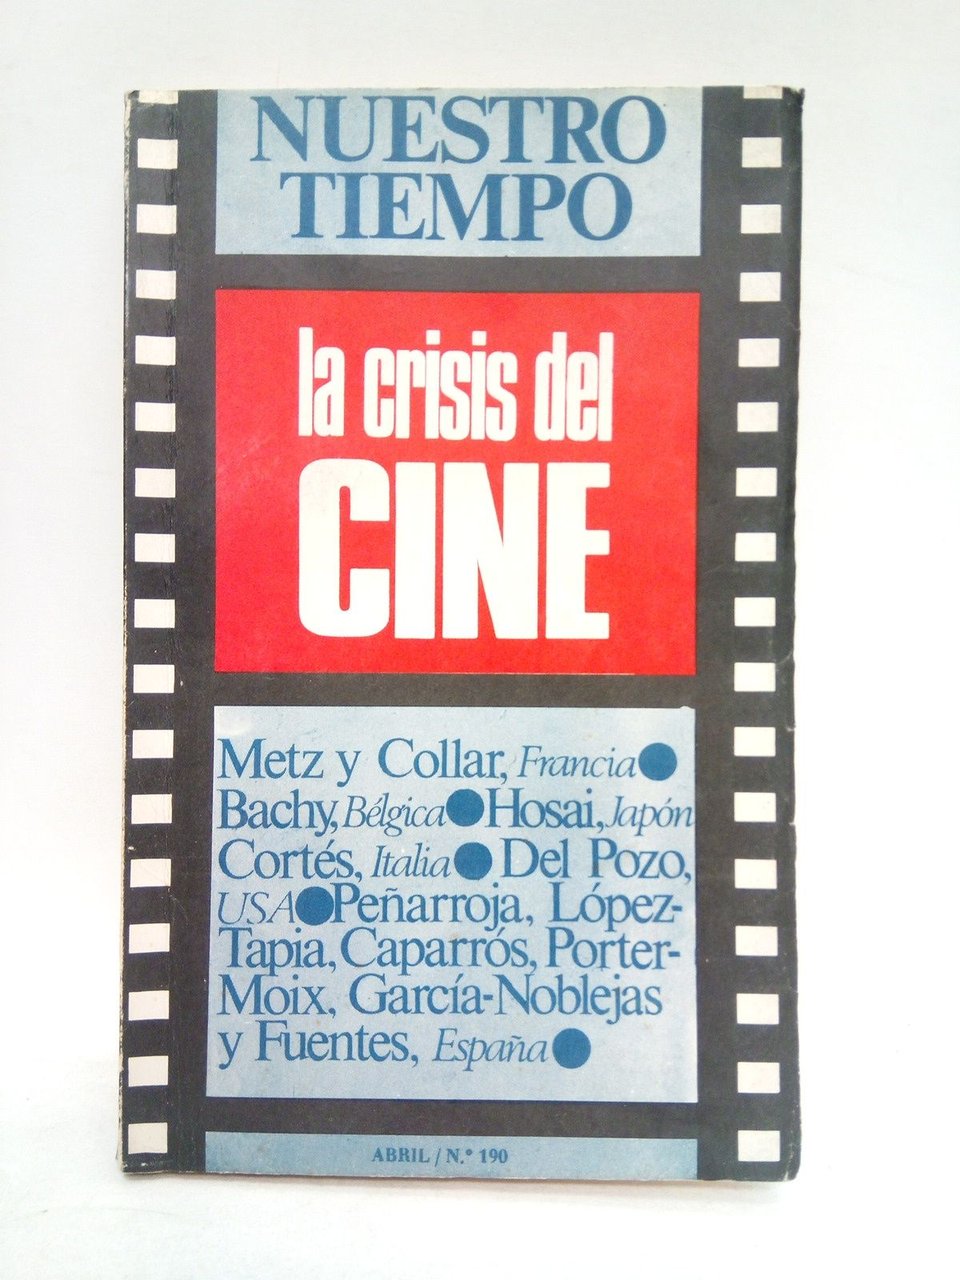 NUESTRO
TIEMPO
la crisis del
CINE
Metz y Collar, Francia ●
Bachy, Bélgica ● Hosai, Japón
Cortés, Italia ● Del Pozo,
USA ● Peñarroja, López-
Tapia, Caparrós, Porter-
Moix, García-Noblejas
y Fuentes, España ●
ABRIL / N.º 190